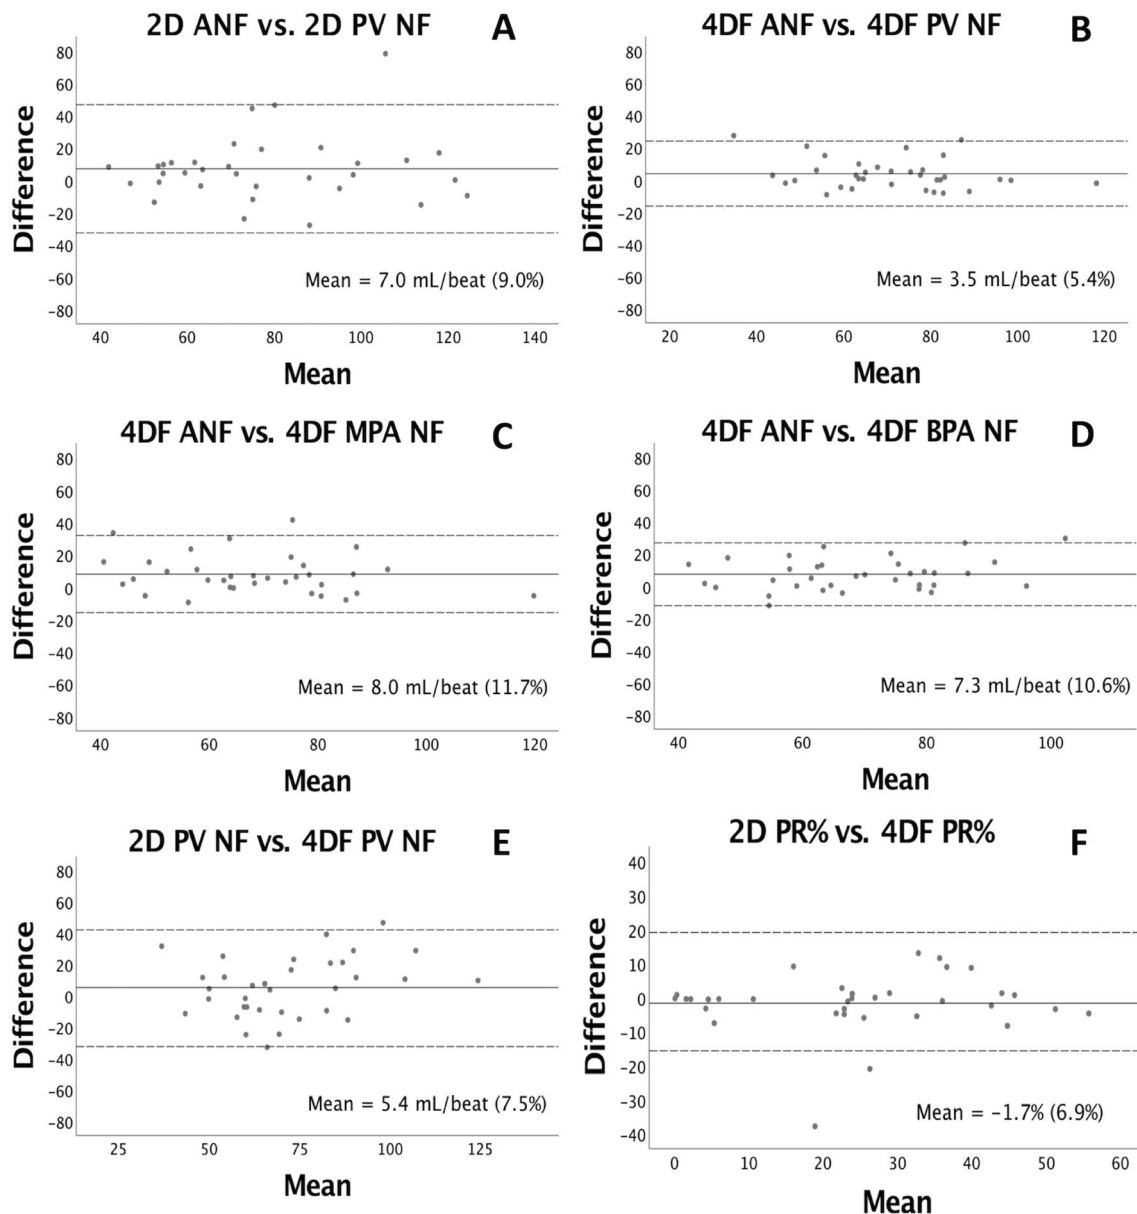 2D ANF vs. 2D PV NF
A
80
60
40
20
0
−20
−40
−60
−80
Difference
Mean = 7.0 mL/beat (9.0%)
40 60 80 100 120 140
Mean
4DF ANF vs. 4DF PV NF
B
80
60
40
20
0
−20
−40
−60
−80
Difference
Mean = 3.5 mL/beat (5.4%)
20 40 60 80 100 120
Mean
4DF ANF vs. 4DF MPA NF
C
80
60
40
20
0
−20
−40
−60
−80
Difference
Mean = 8.0 mL/beat (11.7%)
40 60 80 100 120
Mean
4DF ANF vs. 4DF BPA NF
D
80
60
40
20
0
−20
−40
−60
−80
Difference
Mean = 7.3 mL/beat (10.6%)
40 60 80 100
Mean
2D PV NF vs. 4DF PV NF
E
80
60
40
20
0
−20
−40
−60
−80
Difference
Mean = 5.4 mL/beat (7.5%)
25 50 75 100 125
Mean
2D PR% vs. 4DF PR%
F
40
30
20
10
0
−10
−20
−30
−40
Difference
Mean = −1.7% (6.9%)
0 10 20 30 40 50 60
Mean